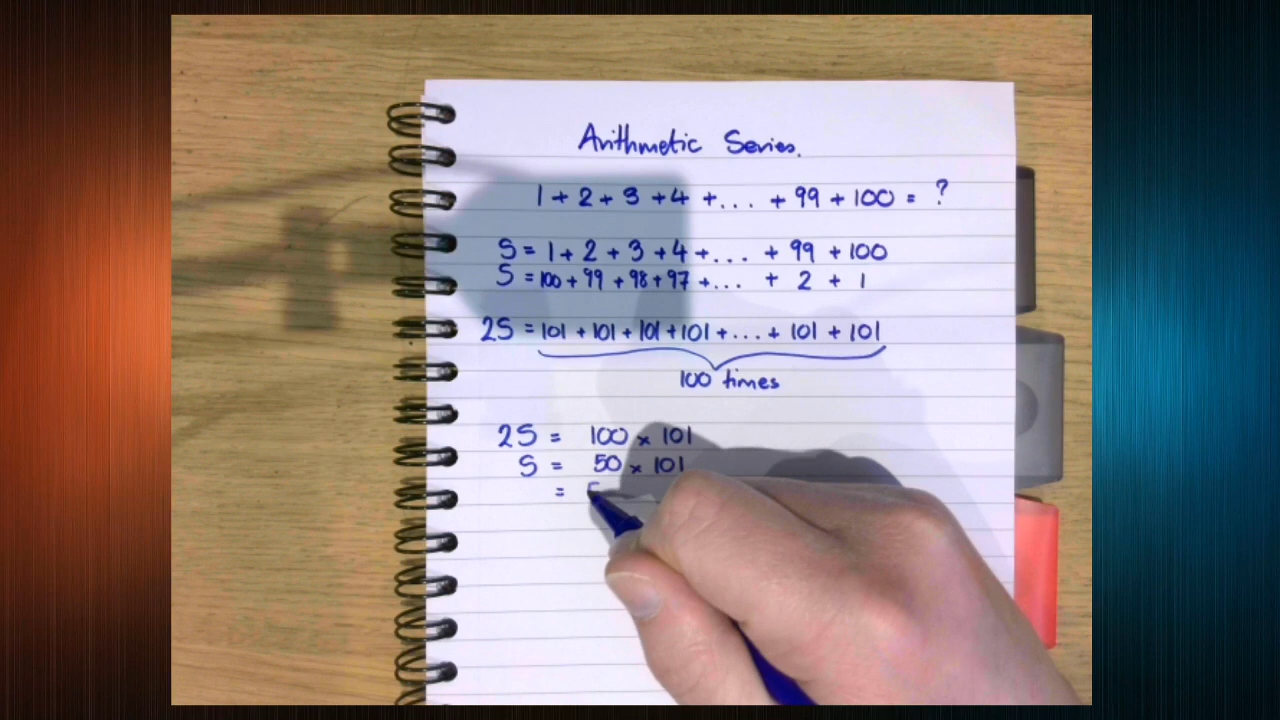 Arithmetic Series.
1 + 2 + 3 + 4 + . . . + 99 + 100 = ?
S = 1 + 2 + 3 + 4 + . . . + 99 + 100
S = 100 + 99 + 98 + 97 + . . . + 2 + 1
2S = 101 + 101 + 101 + 101 + . . . + 101 + 101
100 times
2S = 100 × 101
S = 50 × 101
=